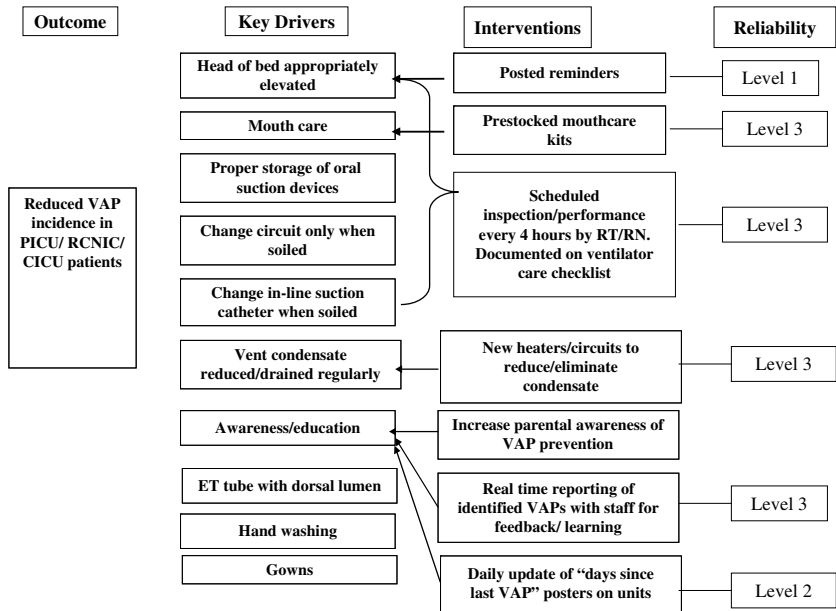 Outcome
Key Drivers
Interventions
Reliability
Head of bed appropriately
elevated
Posted reminders
Level 1
Mouth care
Prestocked mouthcare
kits
Level 3
Proper storage of oral
suction devices
Reduced VAP
incidence in
PICU/ RCNIC/
CICU patients
Scheduled
inspection/performance
every 4 hours by RT/RN.
Documented on ventilator
care checklist
Level 3
Change circuit only when
soiled
Change in-line suction
catheter when soiled
Vent condensate
reduced/drained regularly
New heaters/circuits to
reduce/eliminate
condensate
Level 3
Awareness/education
Increase parental awareness of
VAP prevention
ET tube with dorsal lumen
Real time reporting of
identified VAPs with staff for
feedback/ learning
Level 3
Hand washing
Gowns
Daily update of “days since
last VAP” posters on units
Level 2